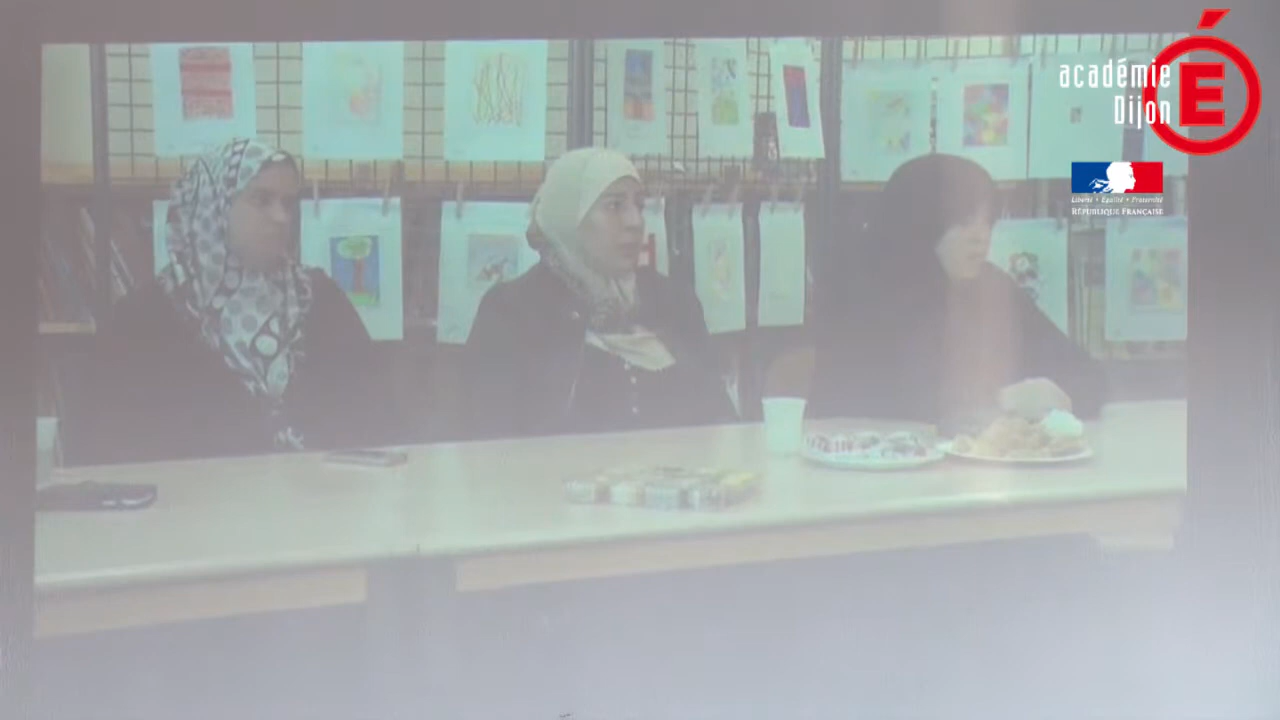 académie
Dijon
É
Liberté • Égalité • Fraternité
RÉPUBLIQUE FRANÇAISE